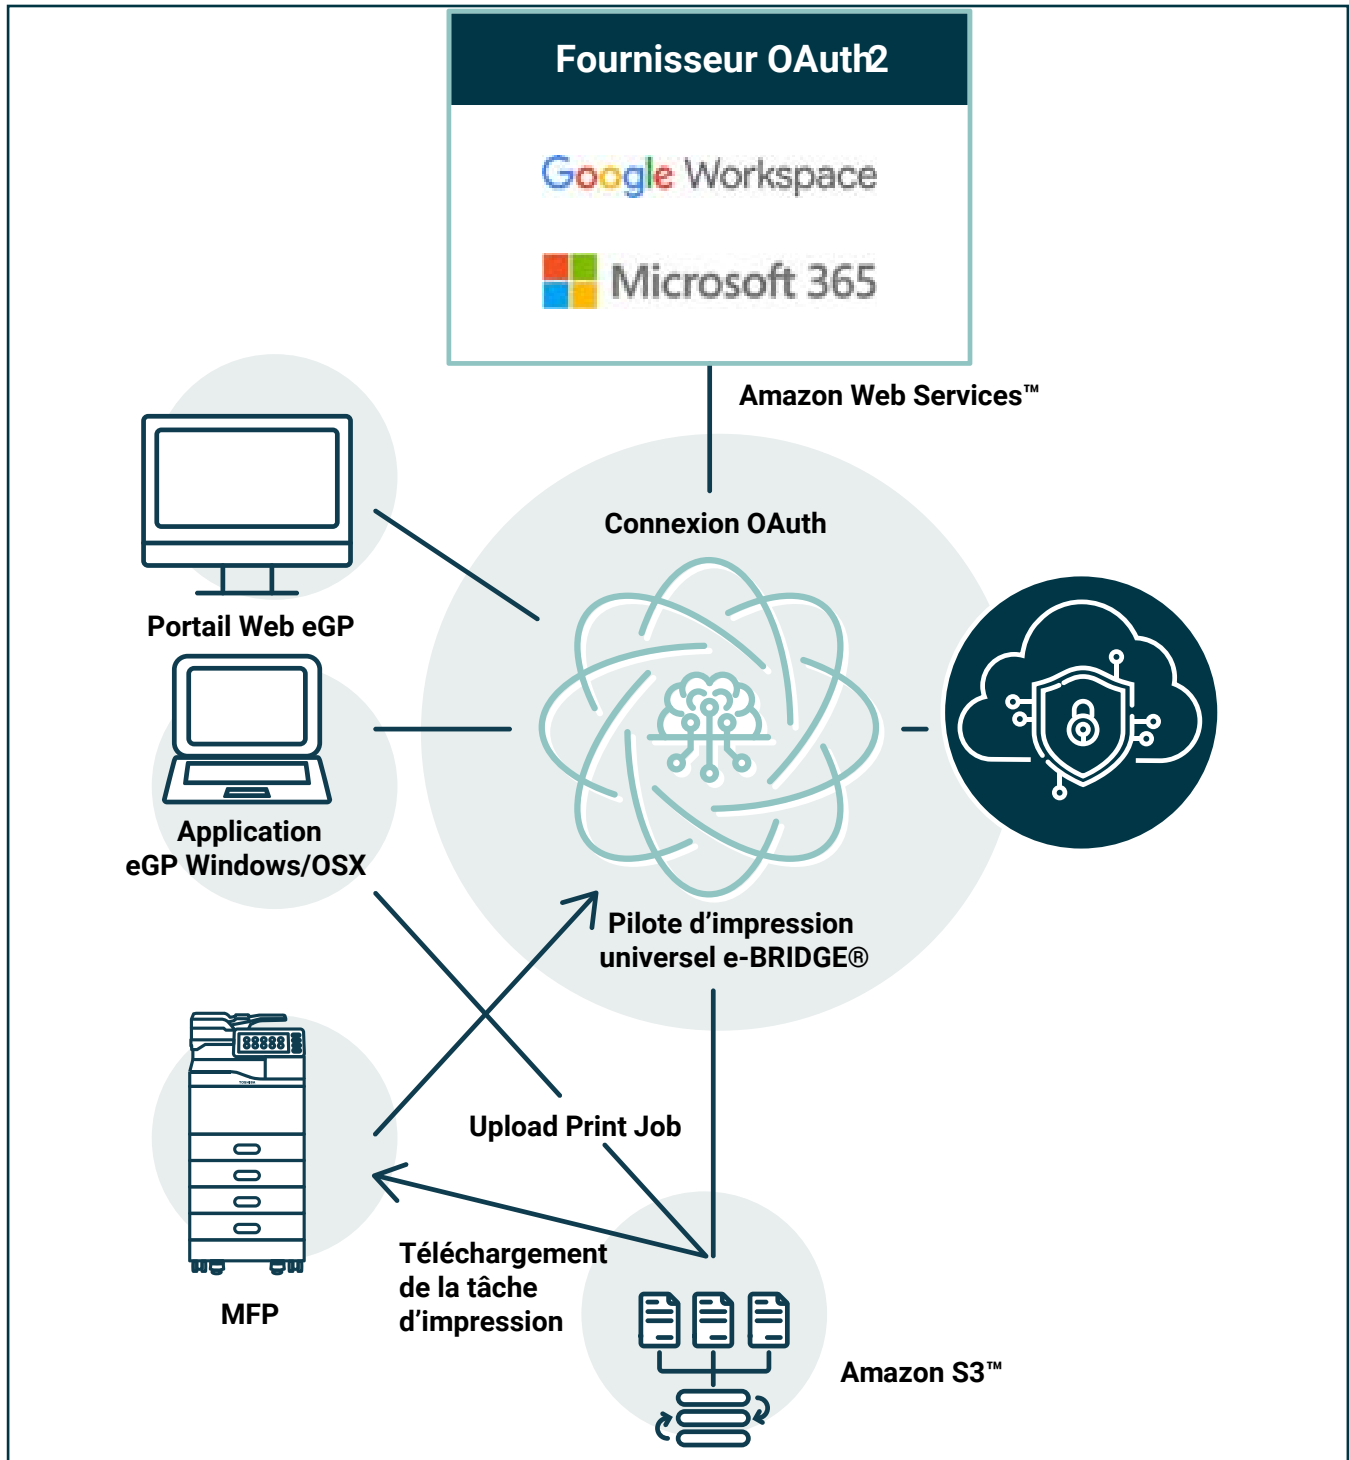 Fournisseur OAuth2
Google Workspace
Microsoft 365
Amazon Web Services™
Connexion OAuth
Portail Web eGP
Application
eGP Windows/OSX
Pilote d’impression
universel e-BRIDGE®
Upload Print Job
TOSHIBA
Téléchargement
de la tâche
d’impression
MFP
Amazon S3™